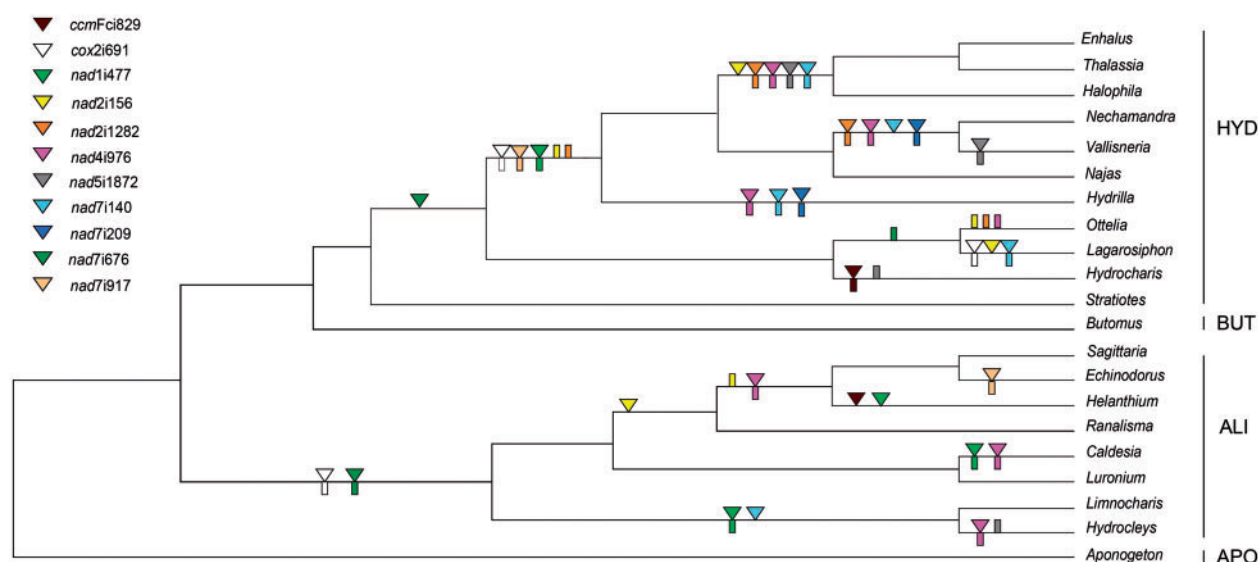 ccmFci829
cox2i691
nad1i477
nad2i156
nad2i1282
nad4i976
nad5i1872
nad7i140
nad7i209
nad7i676
nad7i917
Enhalus
Thalassia
Halophila
Nechamandra
Vallisneria
Najas
Hydrilla
Ottelia
Lagarosiphon
Hydrocharis
Stratiotes
Butomus
Sagittaria
Echinodorus
Helanthium
Ranalisma
Caldesia
Luronium
Limnocharis
Hydrocleys
Aponogeton
HYD
BUT
ALI
APO